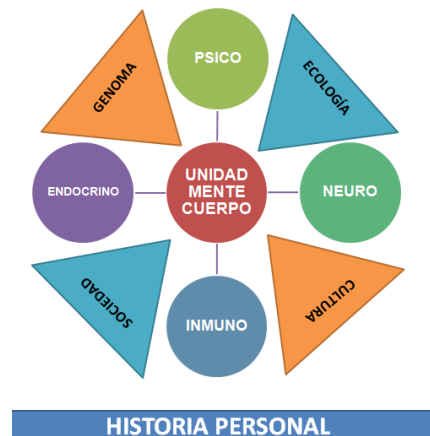 PSICO
GENOMA
ECOLOGÍA
ENDOCRINO
UNIDAD
MENTE
CUERPO
NEURO
SOCIEDAD
INMUNO
CULTURA
HISTORIA PERSONAL